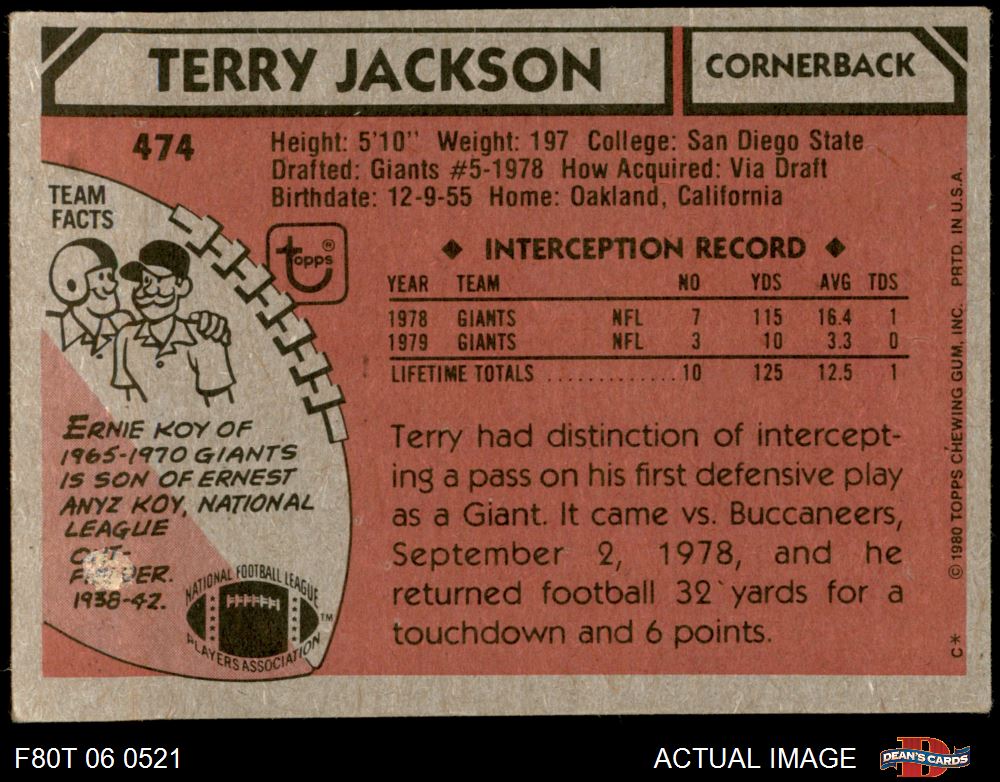 TERRY JACKSON
CORNERBACK
474
Height: 5'10" Weight: 197 College: San Diego State
Drafted: Giants #5-1978 How Acquired: Via Draft
Birthdate: 12-9-55 Home: Oakland, California
TEAM
FACTS
topps®
◆ INTERCEPTION RECORD ◆
YEAR TEAM NO YDS AVG TDS
1978 GIANTS NFL 7 115 16.4 1
1979 GIANTS NFL 3 10 3.3 0
LIFETIME TOTALS ............. 10 125 12.5 1
ERNIE KOY OF
1965-1970 GIANTS
IS SON OF ERNEST
ANYZ KOY, NATIONAL
LEAGUE
1938-42.
NATIONAL FOOTBALL LEAGUE
PLAYERS ASSOCIATION
TM
Terry had distinction of intercept-
ing a pass on his first defensive play
as a Giant. It came vs. Buccaneers,
September 2, 1978, and he
returned football 32 yards for a
touchdown and 6 points.
C* © 1980 TOPPS CHEWING GUM, INC. PRTD. IN U.S.A.
F80T 06 0521
ACTUAL IMAGE
DEAN'S CARDS